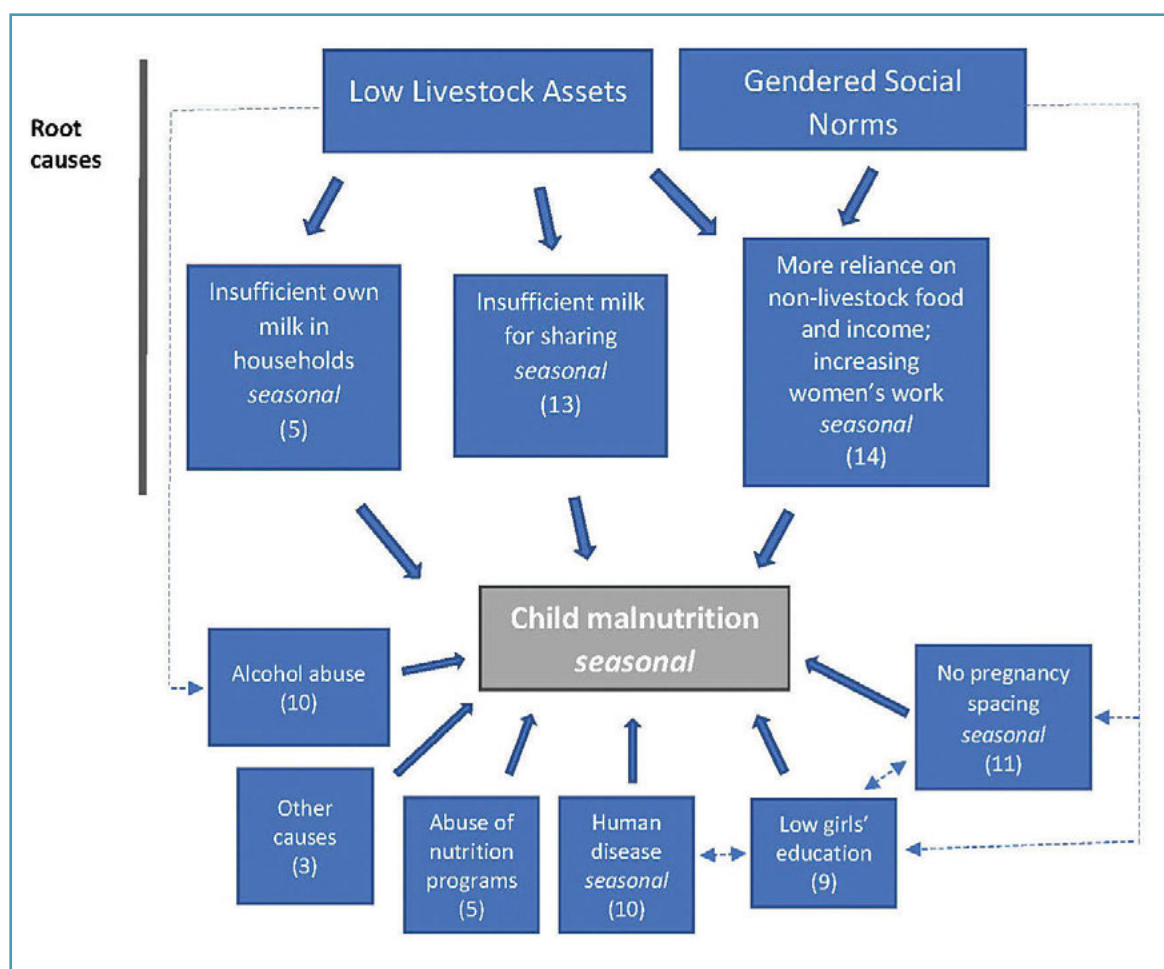 Root
causes
Low Livestock Assets
Gendered Social
Norms
Insufficient own
milk in
households
seasonal
(5)
Insufficient milk
for sharing
seasonal
(13)
More reliance on
non-livestock food
and income;
increasing
women’s work
seasonal
(14)
Child malnutrition
seasonal
Alcohol abuse
(10)
No pregnancy
spacing
seasonal
(11)
Other
causes
(3)
Abuse of
nutrition
programs
(5)
Human
disease
seasonal
(10)
Low girls’
education
(9)